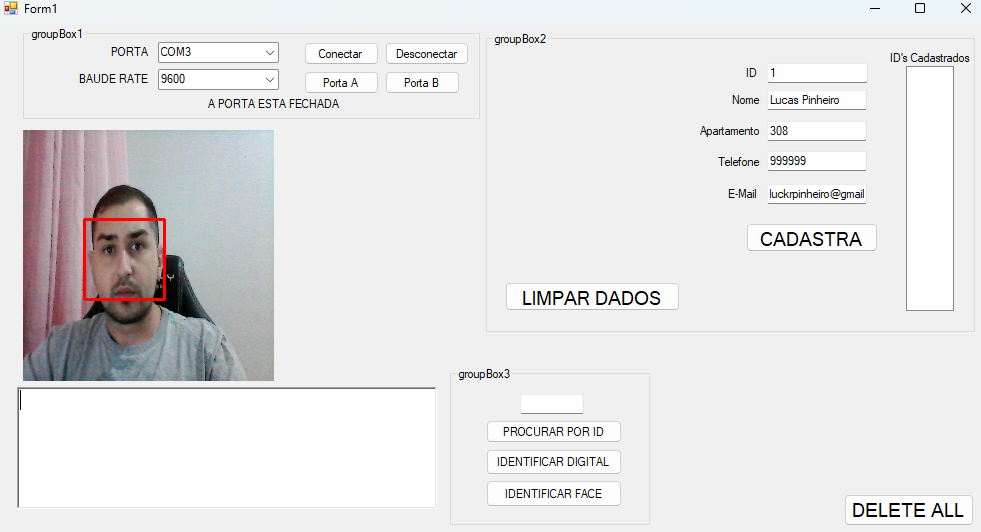 Form1
groupBox1
PORTA COM3 Conectar Desconectar
BAUDE RATE 9600 Porta A Porta B
A PORTA ESTA FECHADA
groupBox2
ID's Cadastrados
ID 1
Nome Lucas Pinheiro
Apartamento 308
Telefone 999999
E-Mail luckrpinheiro@gmail
CADASTRA
LIMPAR DADOS
groupBox3
PROCURAR POR ID
IDENTIFICAR DIGITAL
IDENTIFICAR FACE
DELETE ALL